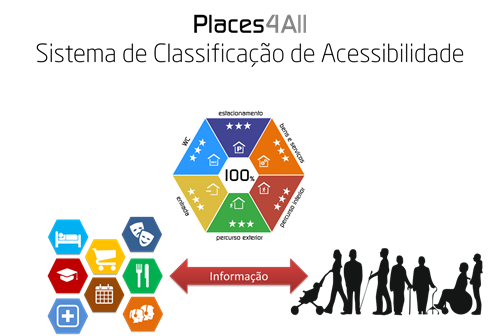 Places4All
Sistema de Classificação de Acessibilidade
estacionamento
WC
bens e serviços
P
100%
entrada
percurso interior
percurso exterior
Informação